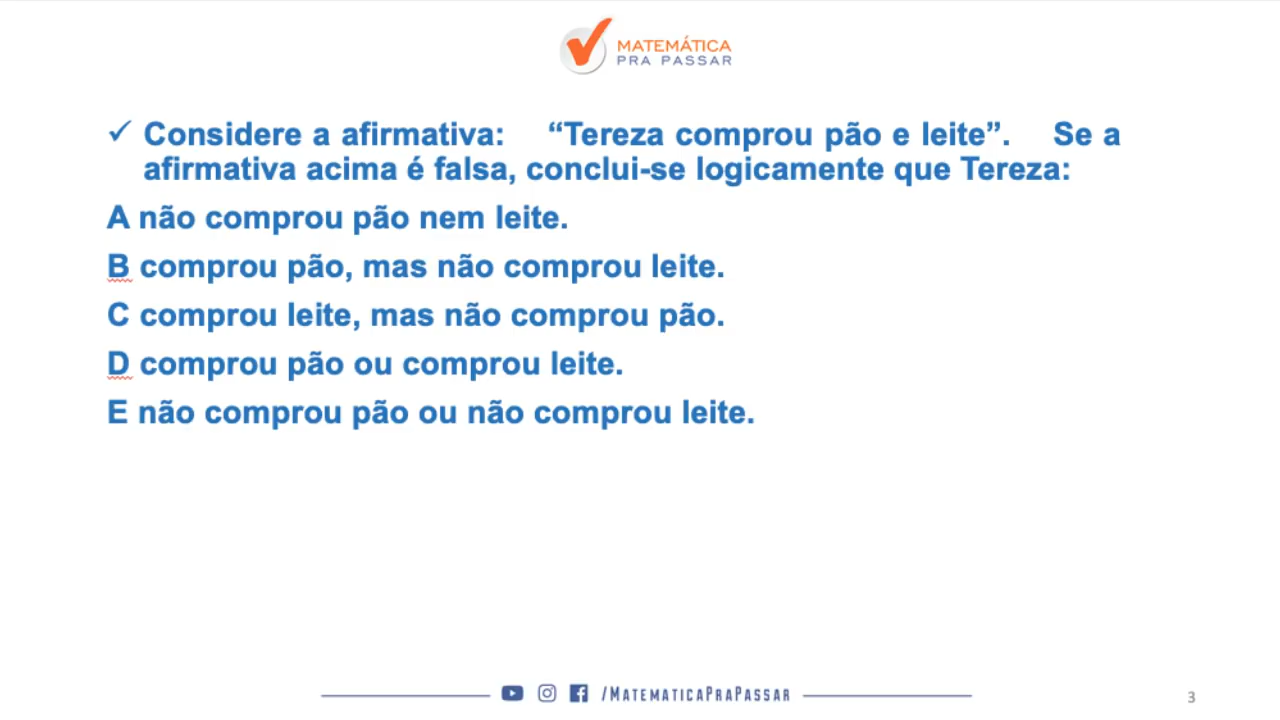 MATEMÁTICA
PRA PASSAR
✓ Considere a afirmativa: “Tereza comprou pão e leite”. Se a
afirmativa acima é falsa, conclui-se logicamente que Tereza:
A não comprou pão nem leite.
B comprou pão, mas não comprou leite.
C comprou leite, mas não comprou pão.
D comprou pão ou comprou leite.
E não comprou pão ou não comprou leite.
/MATEMATICAPRAPASSAR
3